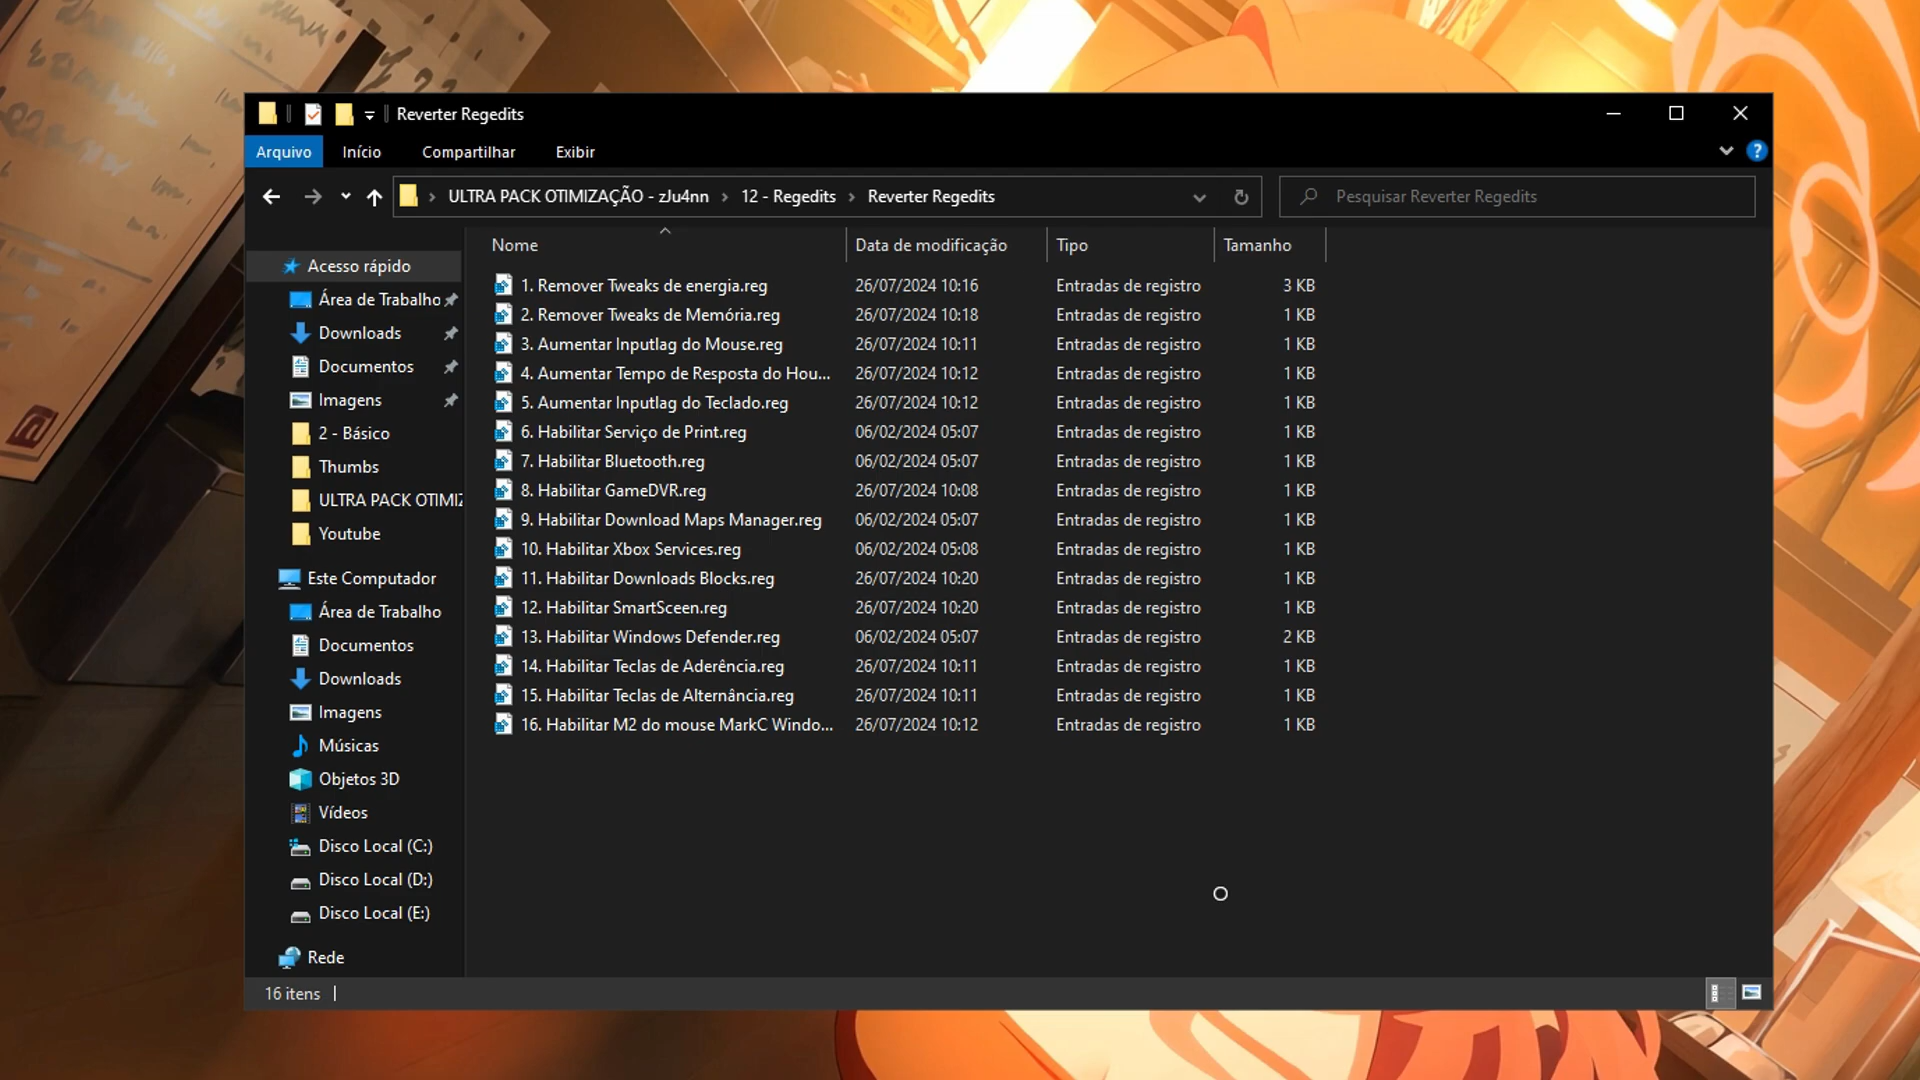 Reverter Regedits
Arquivo Início Compartilhar Exibir
ULTRA PACK OTIMIZAÇÃO - zJu4nn > 12 - Regedits > Reverter Regedits
Pesquisar Reverter Regedits
Acesso rápido
Área de Trabalho
Downloads
Documentos
Imagens
2 - Básico
Thumbs
ULTRA PACK OTIMIZ
Youtube
Este Computador
Área de Trabalho
Documentos
Downloads
Imagens
Músicas
Objetos 3D
Vídeos
Disco Local (C:)
Disco Local (D:)
Disco Local (E:)
Rede
Nome Data de modificação Tipo Tamanho
1. Remover Tweaks de energia.reg 26/07/2024 10:16 Entradas de registro 3 KB
2. Remover Tweaks de Memória.reg 26/07/2024 10:18 Entradas de registro 1 KB
3. Aumentar Inputlag do Mouse.reg 26/07/2024 10:11 Entradas de registro 1 KB
4. Aumentar Tempo de Resposta do Hou... 26/07/2024 10:12 Entradas de registro 1 KB
5. Aumentar Inputlag do Teclado.reg 26/07/2024 10:12 Entradas de registro 1 KB
6. Habilitar Serviço de Print.reg 06/02/2024 05:07 Entradas de registro 1 KB
7. Habilitar Bluetooth.reg 06/02/2024 05:07 Entradas de registro 1 KB
8. Habilitar GameDVR.reg 26/07/2024 10:08 Entradas de registro 1 KB
9. Habilitar Download Maps Manager.reg 06/02/2024 05:07 Entradas de registro 1 KB
10. Habilitar Xbox Services.reg 06/02/2024 05:08 Entradas de registro 1 KB
11. Habilitar Downloads Blocks.reg 26/07/2024 10:20 Entradas de registro 1 KB
12. Habilitar SmartSceen.reg 26/07/2024 10:20 Entradas de registro 1 KB
13. Habilitar Windows Defender.reg 06/02/2024 05:07 Entradas de registro 2 KB
14. Habilitar Teclas de Aderência.reg 26/07/2024 10:11 Entradas de registro 1 KB
15. Habilitar Teclas de Alternância.reg 26/07/2024 10:11 Entradas de registro 1 KB
16. Habilitar M2 do mouse MarkC Windo... 26/07/2024 10:12 Entradas de registro 1 KB
16 itens